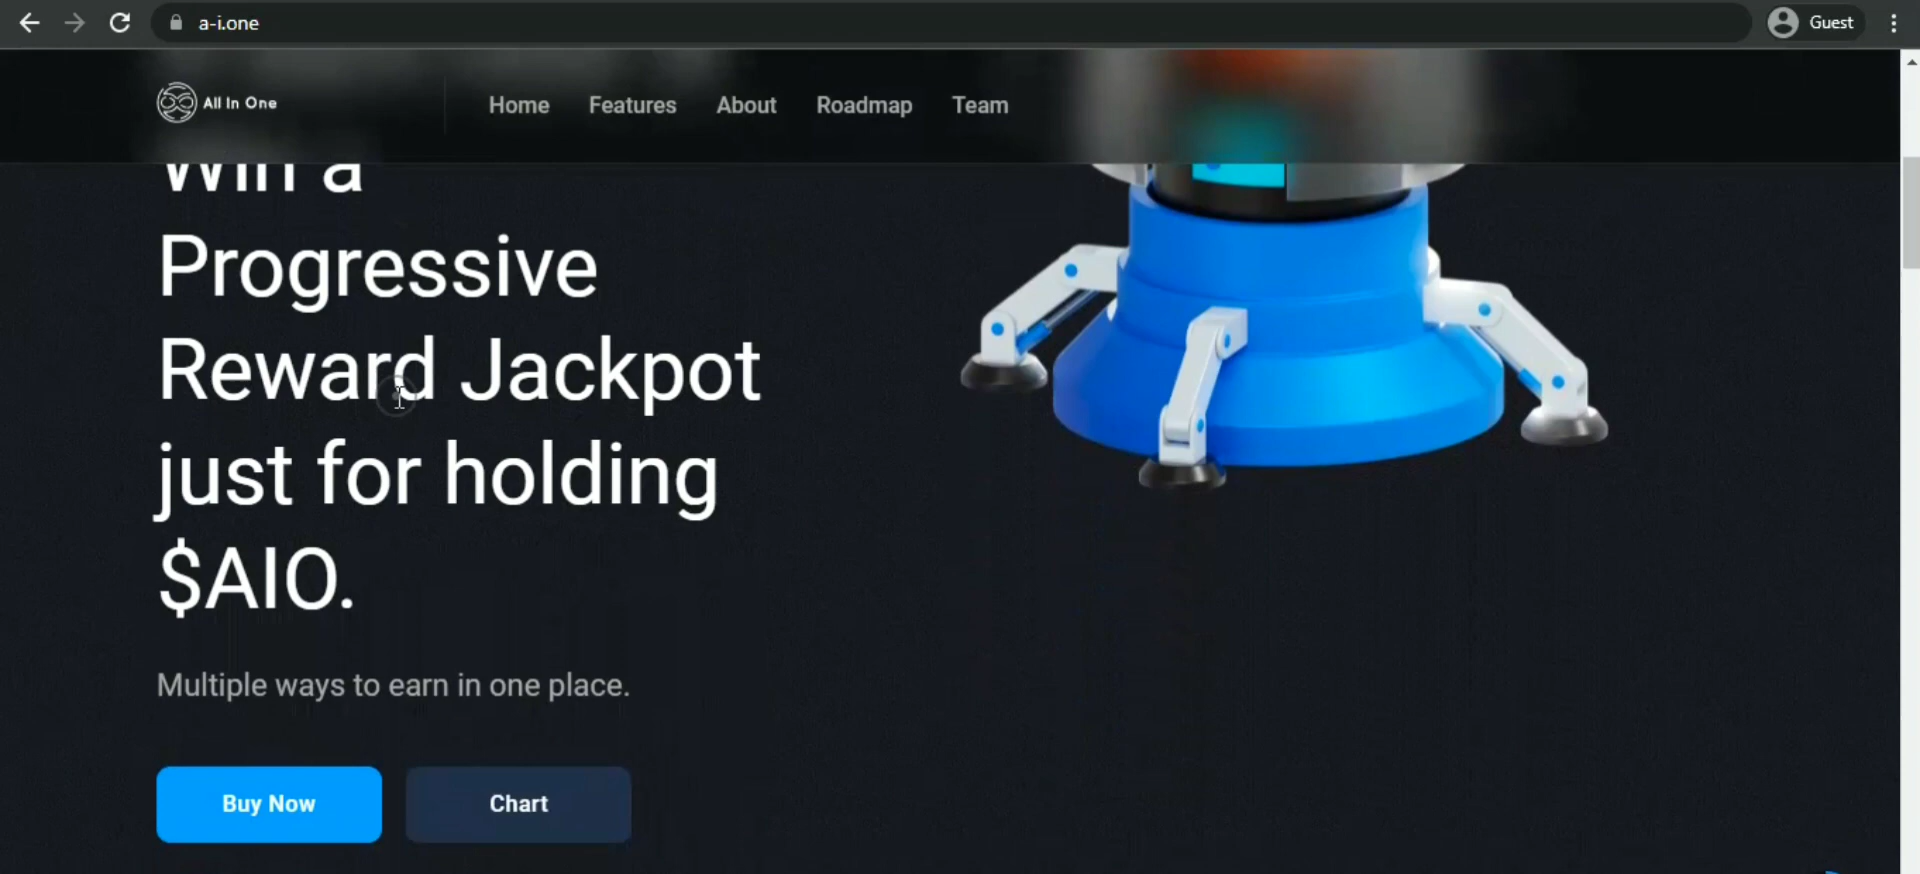 a-i.one
Guest
All In One
Home Features About Roadmap Team
Win a
Progressive
Reward Jackpot
just for holding
$AIO.
Multiple ways to earn in one place.
Buy Now Chart